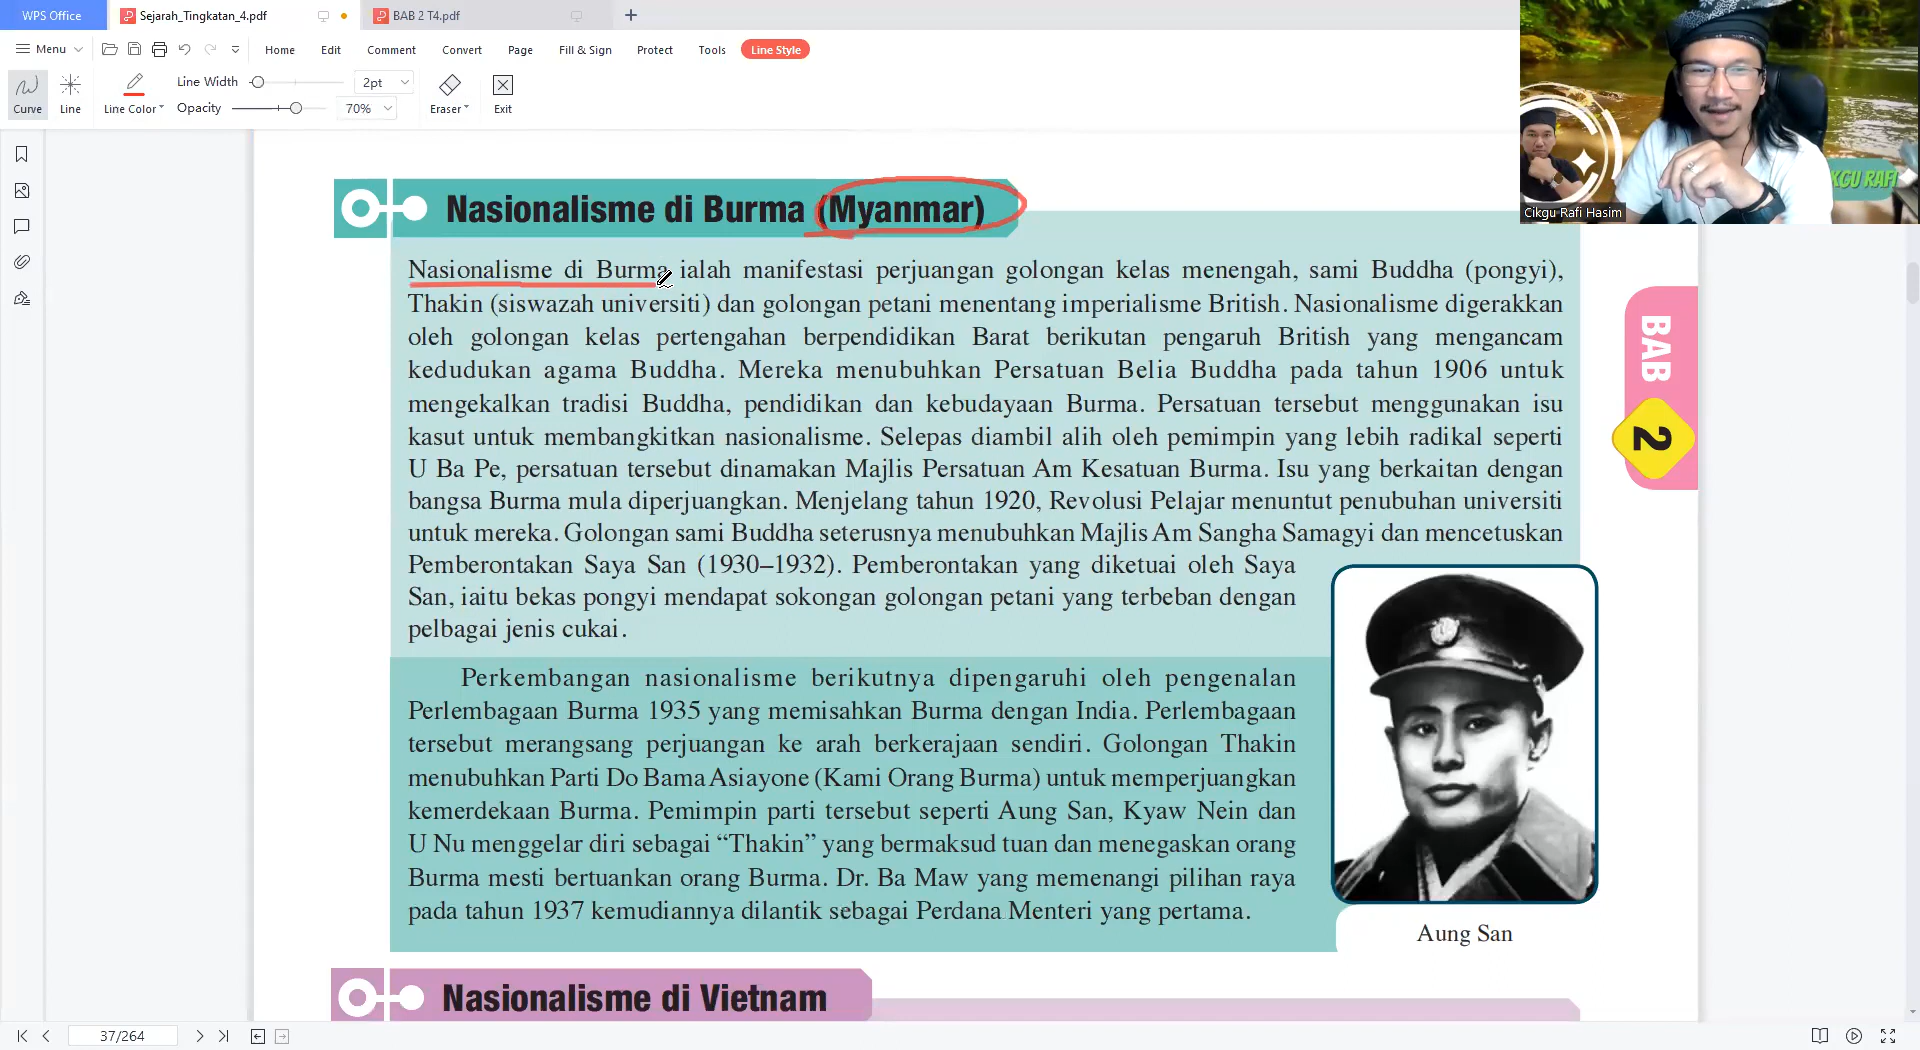 WPS Office
Sejarah_Tingkatan_4.pdf
BAB 2 T4.pdf
Menu
Home
Edit
Comment
Convert
Page
Fill & Sign
Protect
Tools
Line Style
Curve
Line
Line Color
Line Width
2pt
Opacity
70%
Eraser
Exit
KGU RAFI
Cikgu Rafi Hasim
Nasionalisme di Burma (Myanmar)
Nasionalisme di Burma ialah manifestasi perjuangan golongan kelas menengah, sami Buddha (pongyi),
Thakin (siswazah universiti) dan golongan petani menentang imperialisme British. Nasionalisme digerakkan
oleh golongan kelas pertengahan berpendidikan Barat berikutan pengaruh British yang mengancam
kedudukan agama Buddha. Mereka menubuhkan Persatuan Belia Buddha pada tahun 1906 untuk
mengekalkan tradisi Buddha, pendidikan dan kebudayaan Burma. Persatuan tersebut menggunakan isu
kasut untuk membangkitkan nasionalisme. Selepas diambil alih oleh pemimpin yang lebih radikal seperti
U Ba Pe, persatuan tersebut dinamakan Majlis Persatuan Am Kesatuan Burma. Isu yang berkaitan dengan
bangsa Burma mula diperjuangkan. Menjelang tahun 1920, Revolusi Pelajar menuntut penubuhan universiti
untuk mereka. Golongan sami Buddha seterusnya menubuhkan Majlis Am Sangha Samagyi dan mencetuskan
Pemberontakan Saya San (1930–1932). Pemberontakan yang diketuai oleh Saya
San, iaitu bekas pongyi mendapat sokongan golongan petani yang terbeban dengan
pelbagai jenis cukai.
Perkembangan nasionalisme berikutnya dipengaruhi oleh pengenalan
Perlembagaan Burma 1935 yang memisahkan Burma dengan India. Perlembagaan
tersebut merangsang perjuangan ke arah berkerajaan sendiri. Golongan Thakin
menubuhkan Parti Do Bama Asiayone (Kami Orang Burma) untuk memperjuangkan
kemerdekaan Burma. Pemimpin parti tersebut seperti Aung San, Kyaw Nein dan
U Nu menggelar diri sebagai “Thakin” yang bermaksud tuan dan menegaskan orang
Burma mesti bertuankan orang Burma. Dr. Ba Maw yang memenangi pilihan raya
pada tahun 1937 kemudiannya dilantik sebagai Perdana Menteri yang pertama.
Aung San
BAB
2
Nasionalisme di Vietnam
37/264